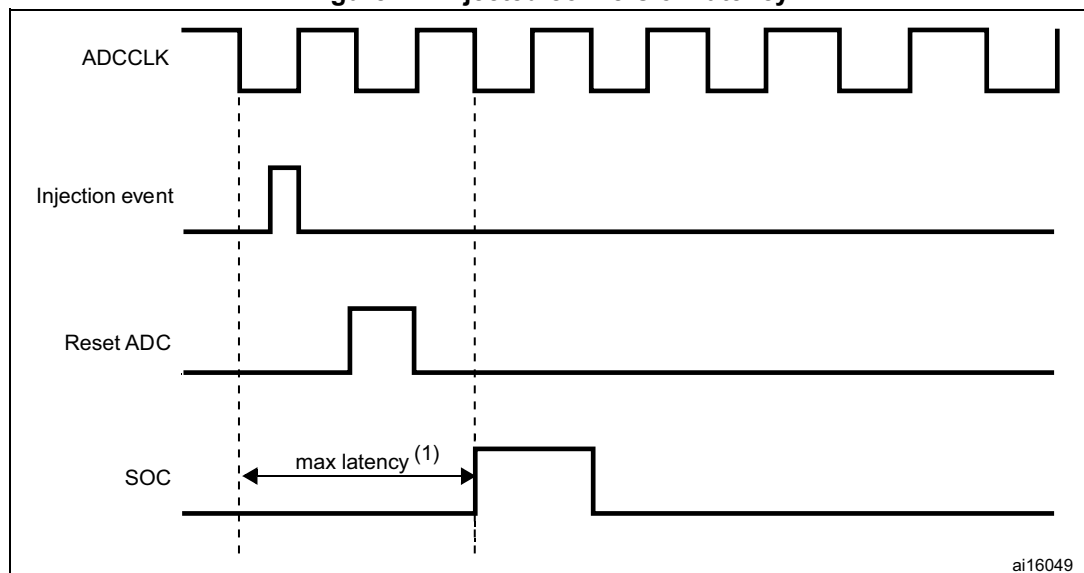 ADCCLK
Injection event
Reset ADC
max latency (1)
SOC
ai16049